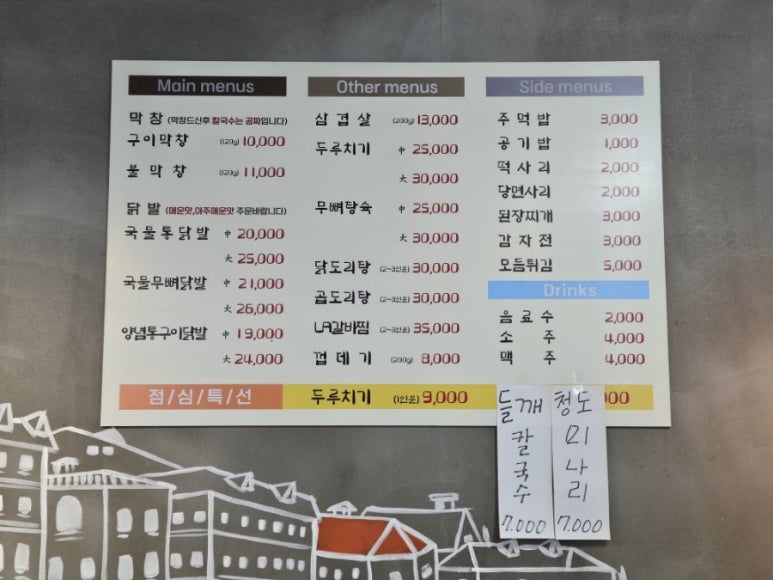 Main menus
막창 (막창드신후 칼국수는 공짜입니다)
구이막창 (120g) 10,000
불막창 (120g) 11,000
닭발 (매운맛,아주매운맛 주문바랍니다)
국물통닭발 中 20,000
大 25,000
국물무뼈닭발 中 21,000
大 26,000
양념통구이닭발 中 19,000
大 24,000
Other menus
삼겹살 (200g) 13,000
두루치기 中 25,000
大 30,000
무뼈탕슉 中 25,000
大 30,000
닭도리탕 (2~3인분) 30,000
곱도리탕 (2~3인분) 30,000
LA갈비찜 (2~3인분) 35,000
껍데기 (200g) 8,000
Side menus
주먹밥 3,000
공기밥 1,000
떡사리 2,000
당면사리 2,000
된장찌개 3,000
감자전 3,000
모듬튀김 5,000
Drinks
음료수 2,000
소주 4,000
맥주 4,000
점/심/특/선 두루치기 (1인분) 9,000
들깨칼국수 7.000
청도미나리 7.000